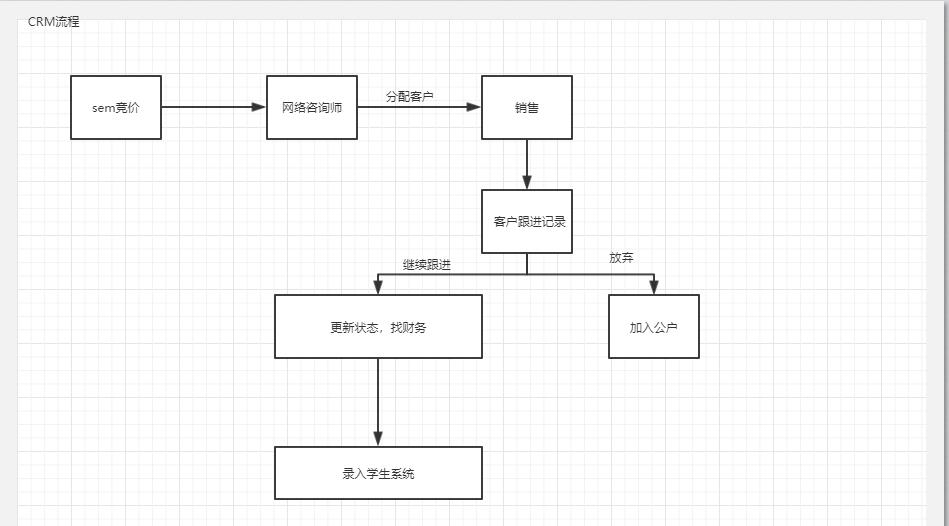 CRM流程
sem竞价
网络咨询师
分配客户
销售
客户跟进记录
继续跟进
放弃
更新状态，找财务
加入公户
录入学生系统